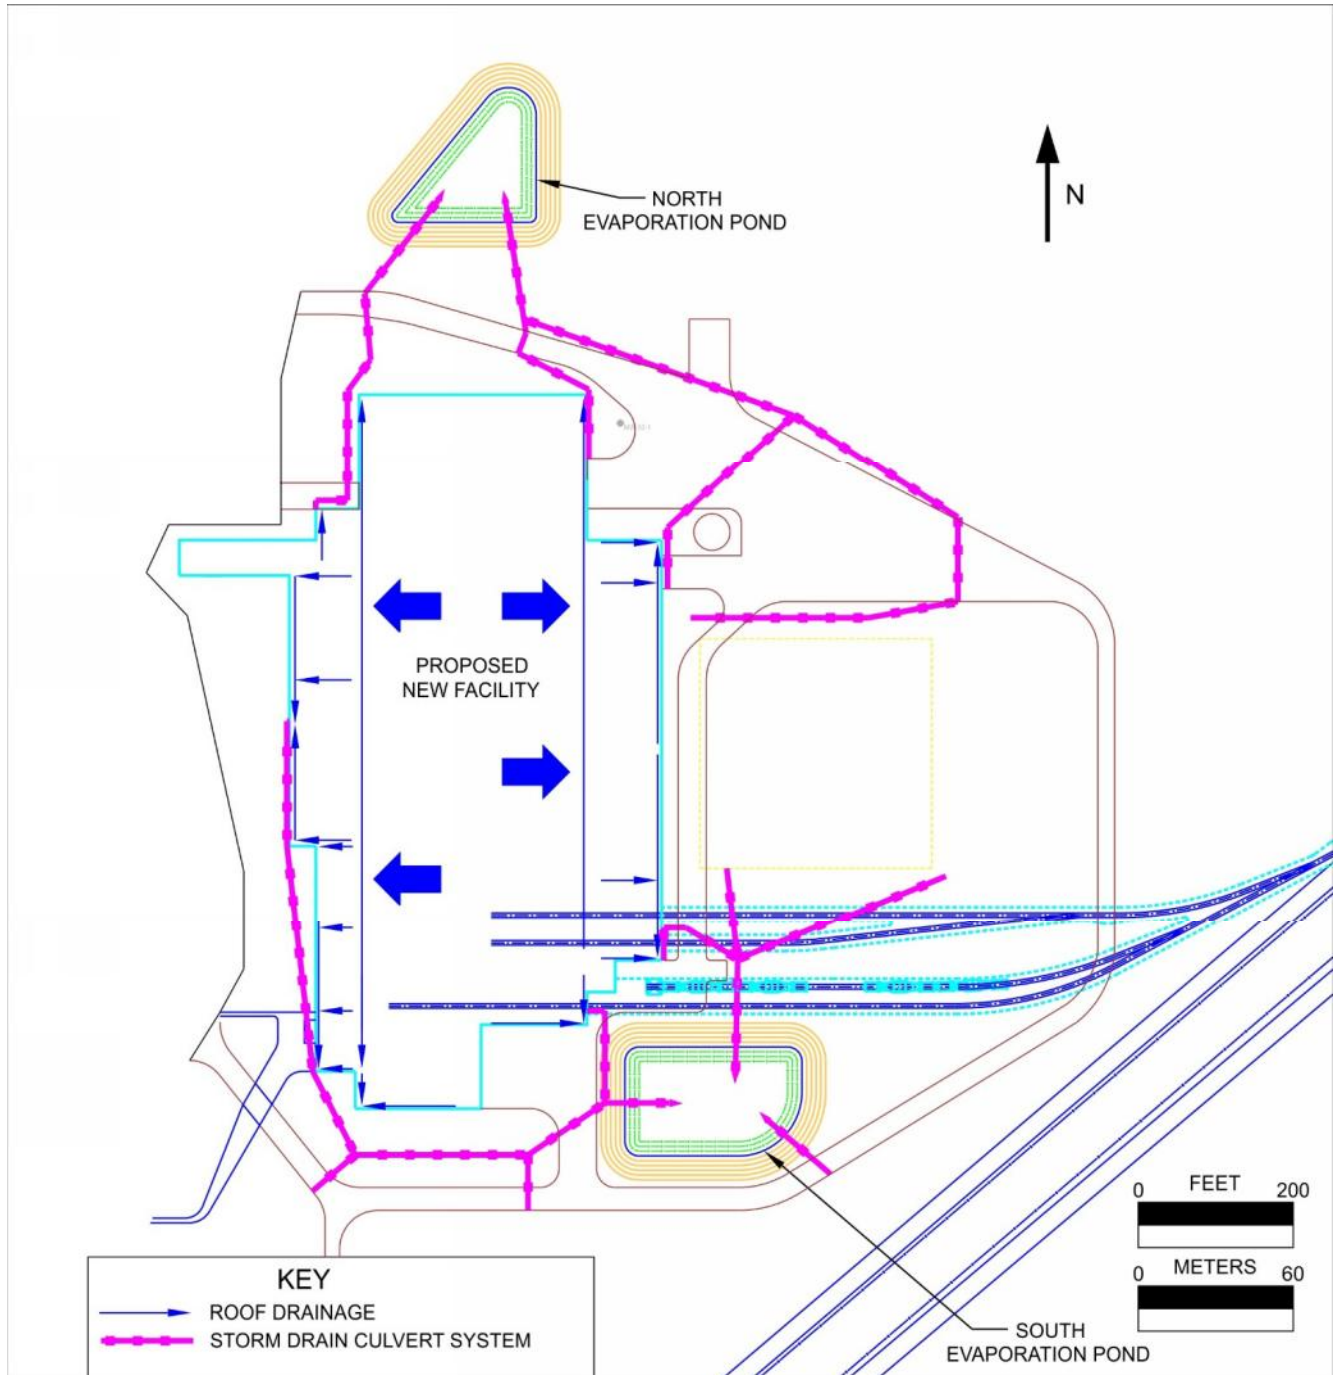 NORTH
EVAPORATION POND
N
PROPOSED
NEW FACILITY
FEET
0 200
METERS
0 60
KEY
ROOF DRAINAGE
STORM DRAIN CULVERT SYSTEM
SOUTH
EVAPORATION POND